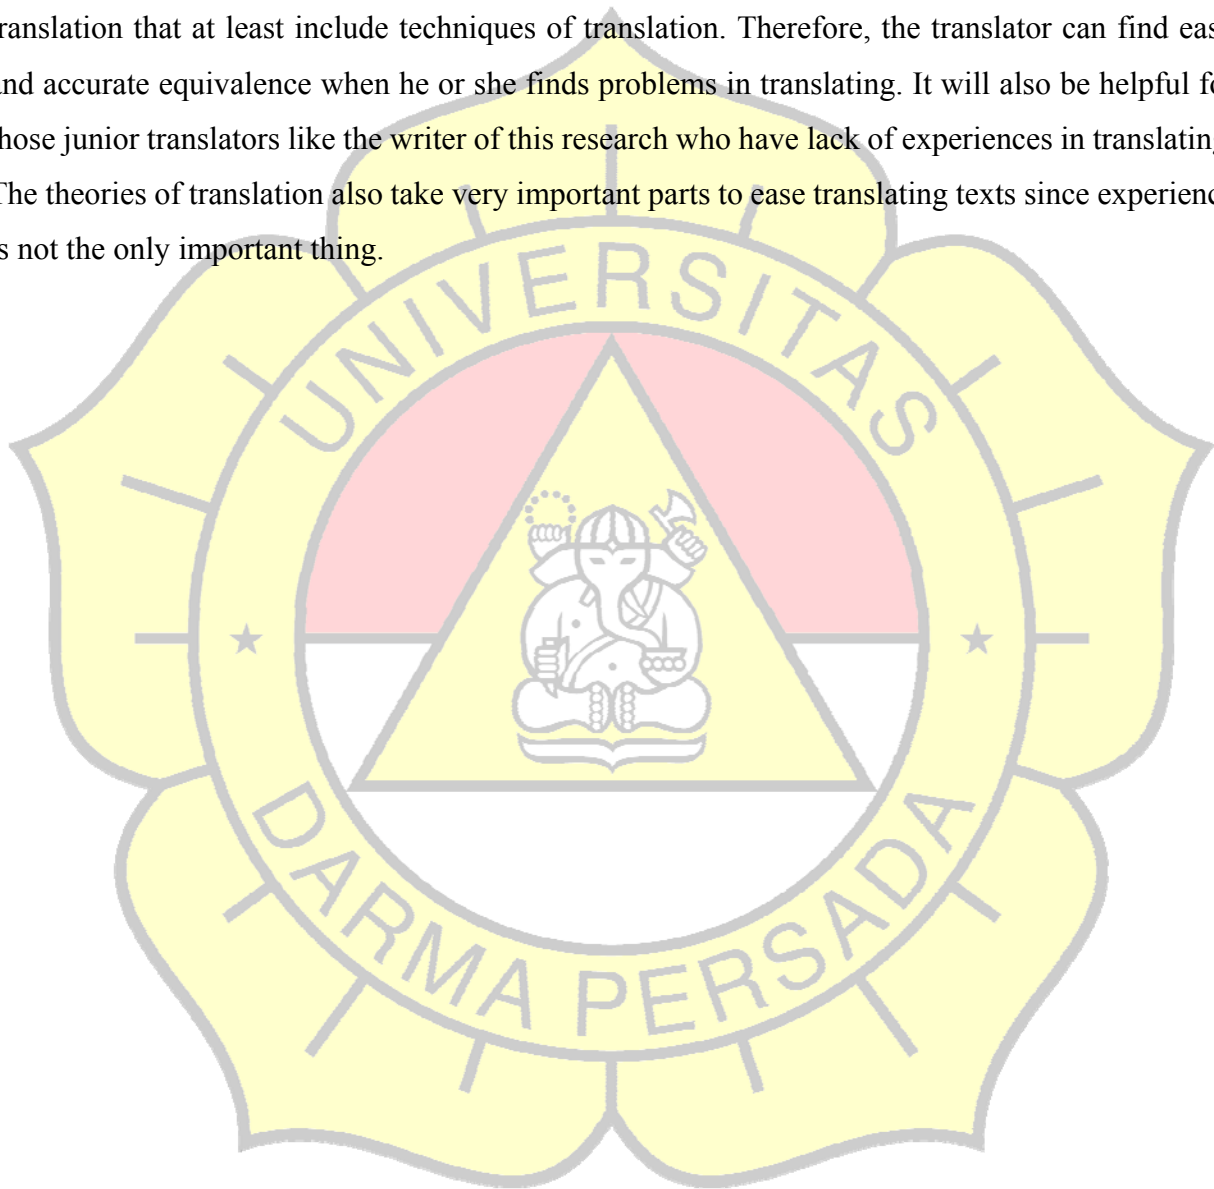 ranslation that at least include techniques of translation. Therefore, the translator can find eas
nd accurate equivalence when he or she finds problems in translating. It will also be helpful fo
hose junior translators like the writer of this research who have lack of experiences in translating
The theories of translation also take very important parts to ease translating texts since experienc
s not the only important thing.
UNIVERSITAS
DARMA PERSADA